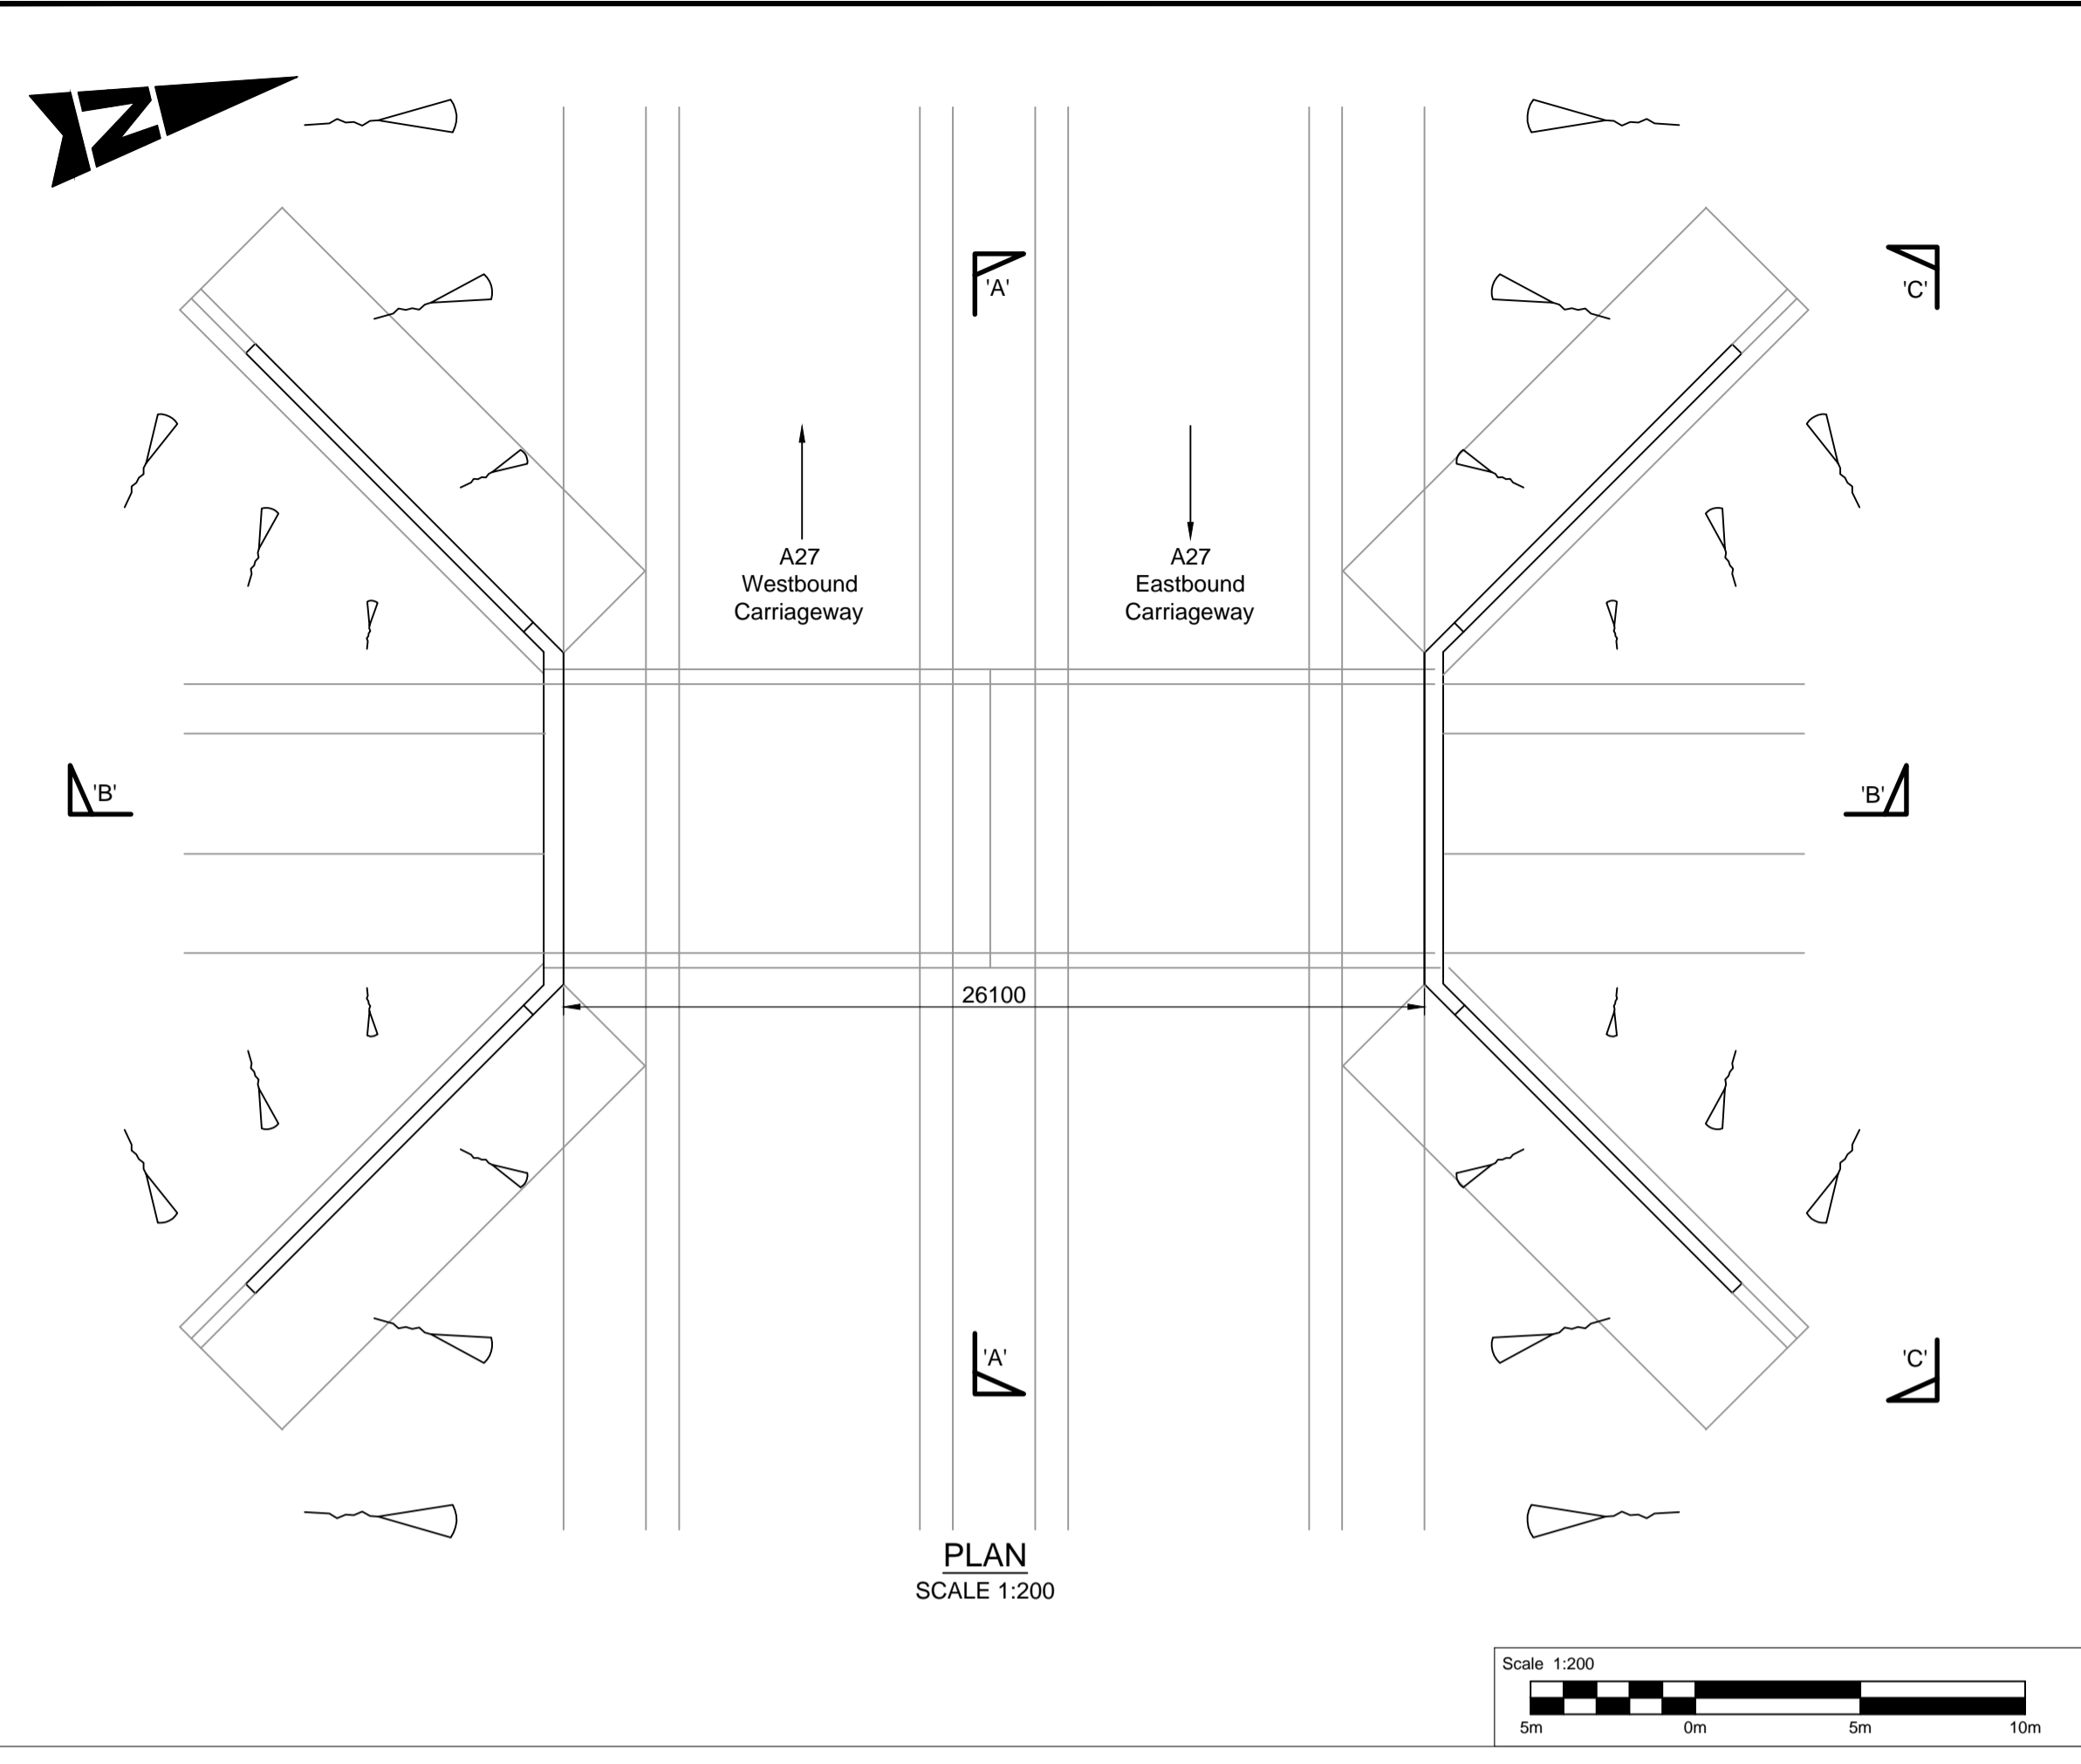 N
'A'
'C'
A27
Westbound
Carriageway
A27
Eastbound
Carriageway
'B'
'B'
26100
'A'
'C'
PLAN
SCALE 1:200
Scale 1:200
5m 0m 5m 10m